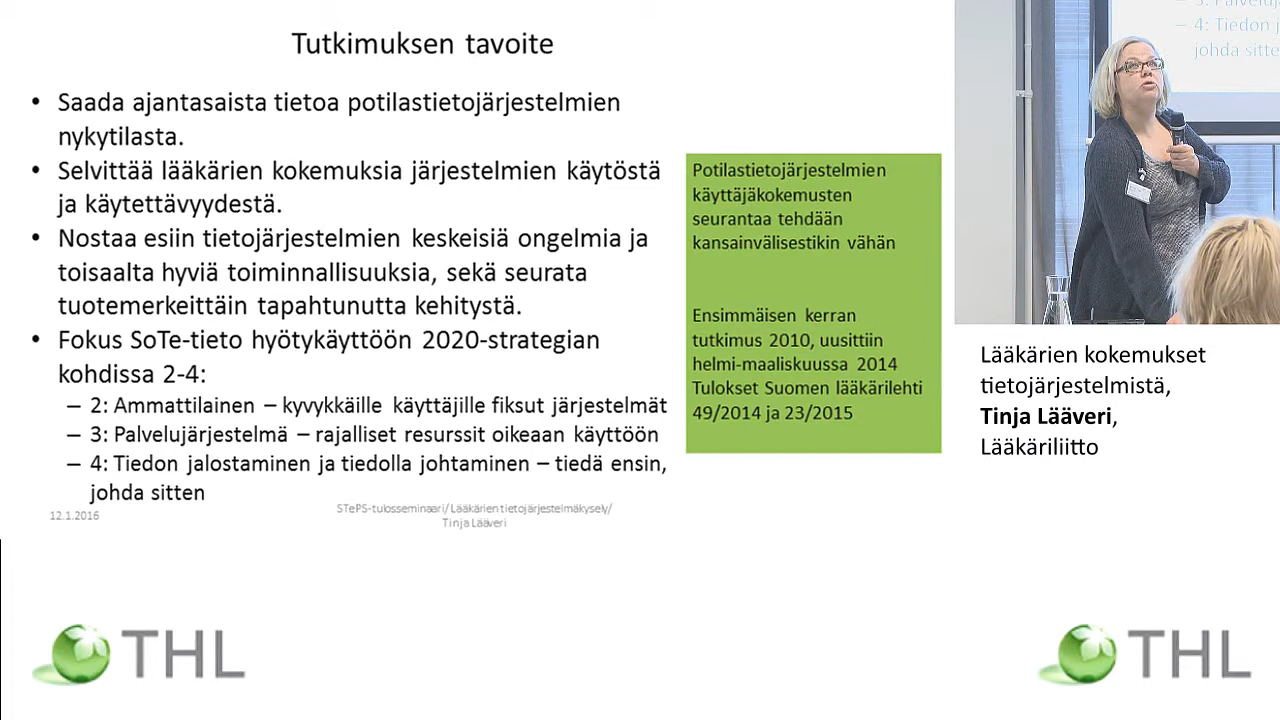 Tutkimuksen tavoite
• Saada ajantasaista tietoa potilastietojärjestelmien
nykytilasta.
• Selvittää lääkärien kokemuksia järjestelmien käytöstä
ja käytettävyydestä.
• Nostaa esiin tietojärjestelmien keskeisiä ongelmia ja
toisaalta hyviä toiminnallisuuksia, sekä seurata
tuotemerkeittäin tapahtunutta kehitystä.
• Fokus SoTe-tieto hyötykäyttöön 2020-strategian
kohdissa 2-4:
– 2: Ammattilainen – kyvykkäille käyttäjille fiksut järjestelmät
– 3: Palvelujärjestelmä – rajalliset resurssit oikeaan käyttöön
– 4: Tiedon jalostaminen ja tiedolla johtaminen – tiedä ensin,
johda sitten
12.1.2016
STePS-tulosseminaari/ Lääkärien tietojärjestelmäkysely/
Tinja Lääveri
Potilastietojärjestelmien
käyttäjäkokemusten
seurantaa tehdään
kansainvälisestikin vähän
Ensimmäisen kerran
tutkimus 2010, uusittiin
helmi-maaliskuussa 2014
Tulokset Suomen lääkärilehti
49/2014 ja 23/2015
– 4: Tiedon j
johda sitte
Lääkärien kokemukset
tietojärjestelmistä,
Tinja Lääveri,
Lääkäriliitto
THL
THL